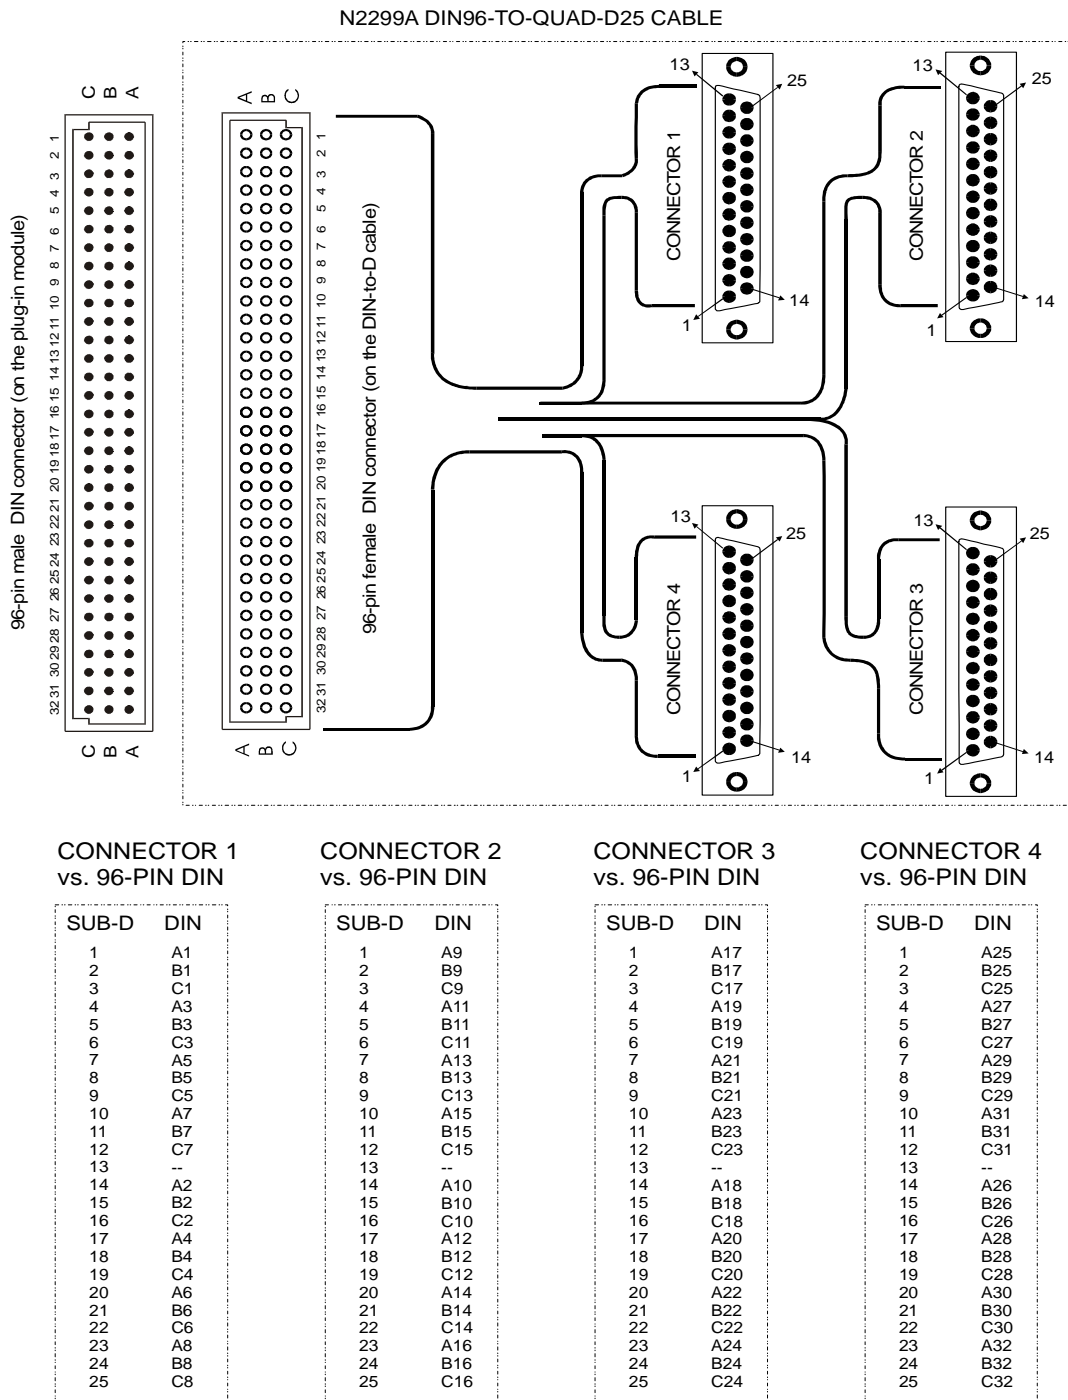 N2299A DIN96-TO-QUAD-D25 CABLE
C B A
A B C
96-pin male DIN connector (on the plug-in module)
1 2 3 4 5 6 7 8 9 10 11 12 13 14 15 16 17 18 19 20 21 22 23 24 25 26 27 28 29 30 31 32
C B A
1 2 3 4 5 6 7 8 9 10 11 12 13 14 15 16 17 18 19 20 21 22 23 24 25 26 27 28 29 30 31 32
96-pin female DIN connector (on the DIN-to-D cable)
A B C
13
25
CONNECTOR 1
1
14
13
25
CONNECTOR 2
1
14
13
25
CONNECTOR 4
1
14
13
25
CONNECTOR 3
1
14
CONNECTOR 1
vs. 96-PIN DIN
SUB-D DIN
1 A1
2 B1
3 C1
4 A3
5 B3
6 C3
7 A5
8 B5
9 C5
10 A7
11 B7
12 C7
13 --
14 A2
15 B2
16 C2
17 A4
18 B4
19 C4
20 A6
21 B6
22 C6
23 A8
24 B8
25 C8
CONNECTOR 2
vs. 96-PIN DIN
SUB-D DIN
1 A9
2 B9
3 C9
4 A11
5 B11
6 C11
7 A13
8 B13
9 C13
10 A15
11 B15
12 C15
13 --
14 A10
15 B10
16 C10
17 A12
18 B12
19 C12
20 A14
21 B14
22 C14
23 A16
24 B16
25 C16
CONNECTOR 3
vs. 96-PIN DIN
SUB-D DIN
1 A17
2 B17
3 C17
4 A19
5 B19
6 C19
7 A21
8 B21
9 C21
10 A23
11 B23
12 C23
13 --
14 A18
15 B18
16 C18
17 A20
18 B20
19 C20
20 A22
21 B22
22 C22
23 A24
24 B24
25 C24
CONNECTOR 4
vs. 96-PIN DIN
SUB-D DIN
1 A25
2 B25
3 C25
4 A27
5 B27
6 C27
7 A29
8 B29
9 C29
10 A31
11 B31
12 C31
13 --
14 A26
15 B26
16 C26
17 A28
18 B28
19 C28
20 A30
21 B30
22 C30
23 A32
24 B32
25 C32